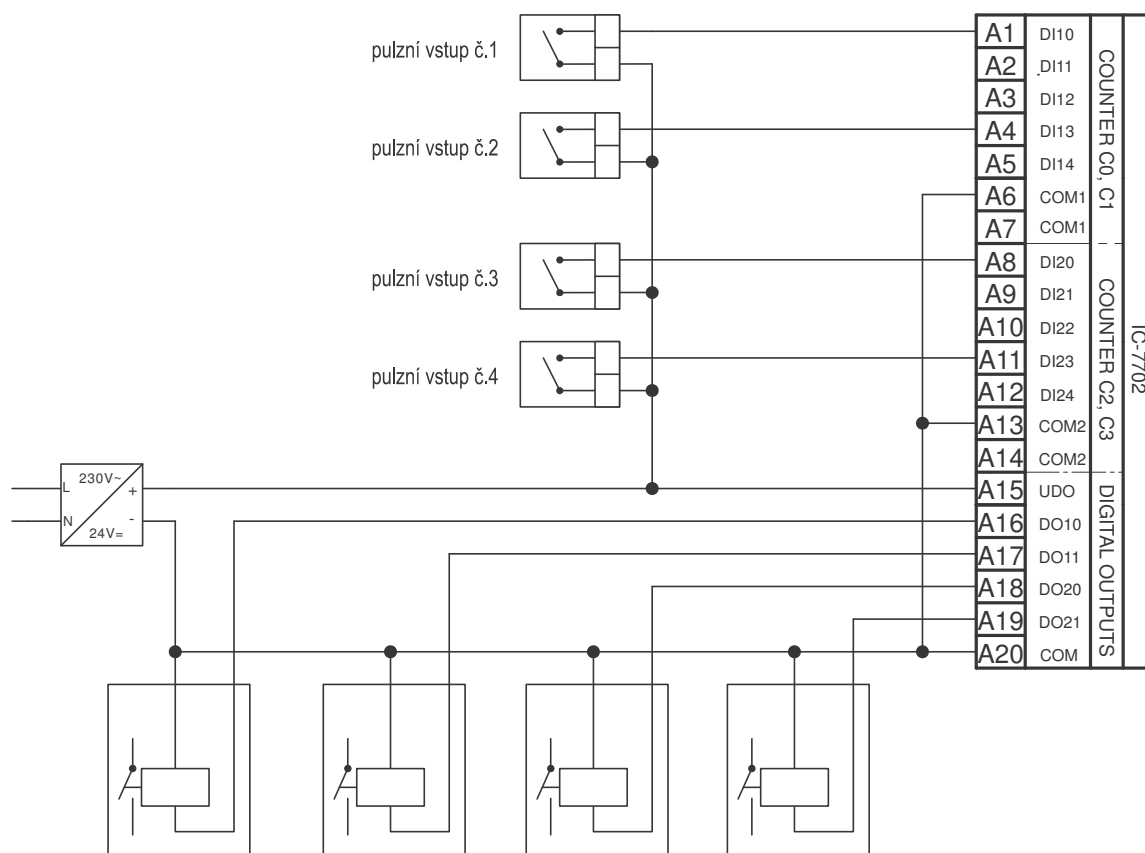 pulzní vstup č.1
pulzní vstup č.2
pulzní vstup č.3
pulzní vstup č.4
L 230V~ +
N 24V= -
A1 DI10
A2 DI11
A3 DI12
A4 DI13
A5 DI14
A6 COM1
A7 COM1
A8 DI20
A9 DI21
A10 DI22
A11 DI23
A12 DI24
A13 COM2
A14 COM2
A15 UDO
A16 DO10
A17 DO11
A18 DO20
A19 DO21
A20 COM
COUNTER C0, C1
COUNTER C2, C3
DIGITAL OUTPUTS
IC-7702